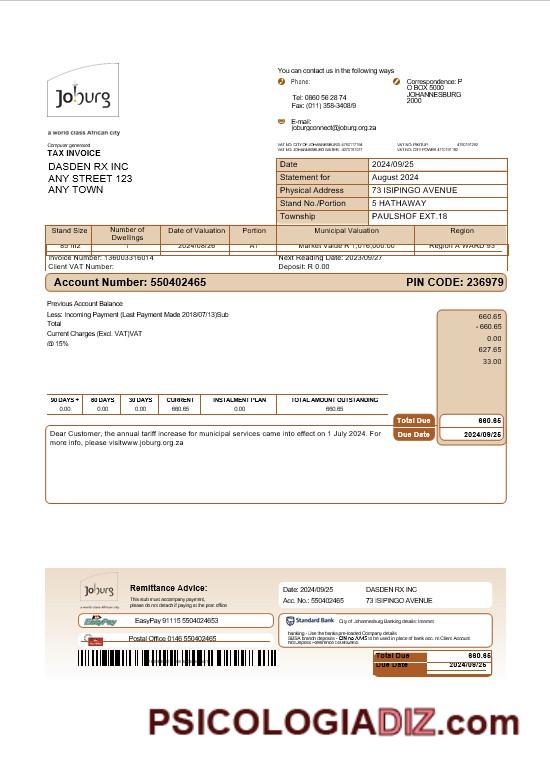 You can contact us in the following ways
Phone:
Tel: 0860 56 28 74
Fax: (011) 358-3408/9
Correspondence: P
O BOX 5000
JOHANNESBURG
2000
E-mail:
joburgconnect@joburg.org.za
Joburg
a world class African city
Computer generated
TAX INVOICE
DASDEN RX INC
ANY STREET 123
ANY TOWN
Date 2024/09/25
Statement for August 2024
Physical Address 73 ISIPINGO AVENUE
Stand No./Portion 5 HATHAWAY
Township PAULSHOF EXT.18
Stand Size Number of Dwellings Date of Valuation Portion Municipal Valuation Region
85 m2 1 2024/08/26 A1 Market Value R 1,016,000.00 Region A WARD 93
Invoice Number: 136003316014 Next Reading Date: 2023/09/27
Client VAT Number: Deposit: R 0.00
Account Number: 550402465 PIN CODE: 236979
Previous Account Balance 660.65
Less: Incoming Payment (Last Payment Made 2018/07/13)Sub - 660.65
Total 0.00
Current Charges (Excl. VAT)VAT 627.65
@ 15% 33.00
90 DAYS + 60 DAYS 30 DAYS CURRENT INSTALMENT PLAN TOTAL AMOUNT OUTSTANDING
0.00 0.00 0.00 660.65 0.00 660.65
Total Due 660.65
Due Date 2024/09/25
Dear Customer, the annual tariff increase for municipal services came into effect on 1 July 2024. For
more info, please visitwww.joburg.org.za
Joburg
a world class African city
Remittance Advice:
This stub must accompany payment,
please do not detach if paying at the post office
Date: 2024/09/25 DASDEN RX INC
Acc. No.: 550402465 73 ISIPINGO AVENUE
EasyPay EasyPay 91115 5504024653
Postal Office 0146 550402465
Standard Bank City of Johannesburg Banking details: Internet
banking - Use the banks pre-loaded Company details
Total Due 660.65
Due Date 2024/09/25
PSICOLOGIADIZ.com